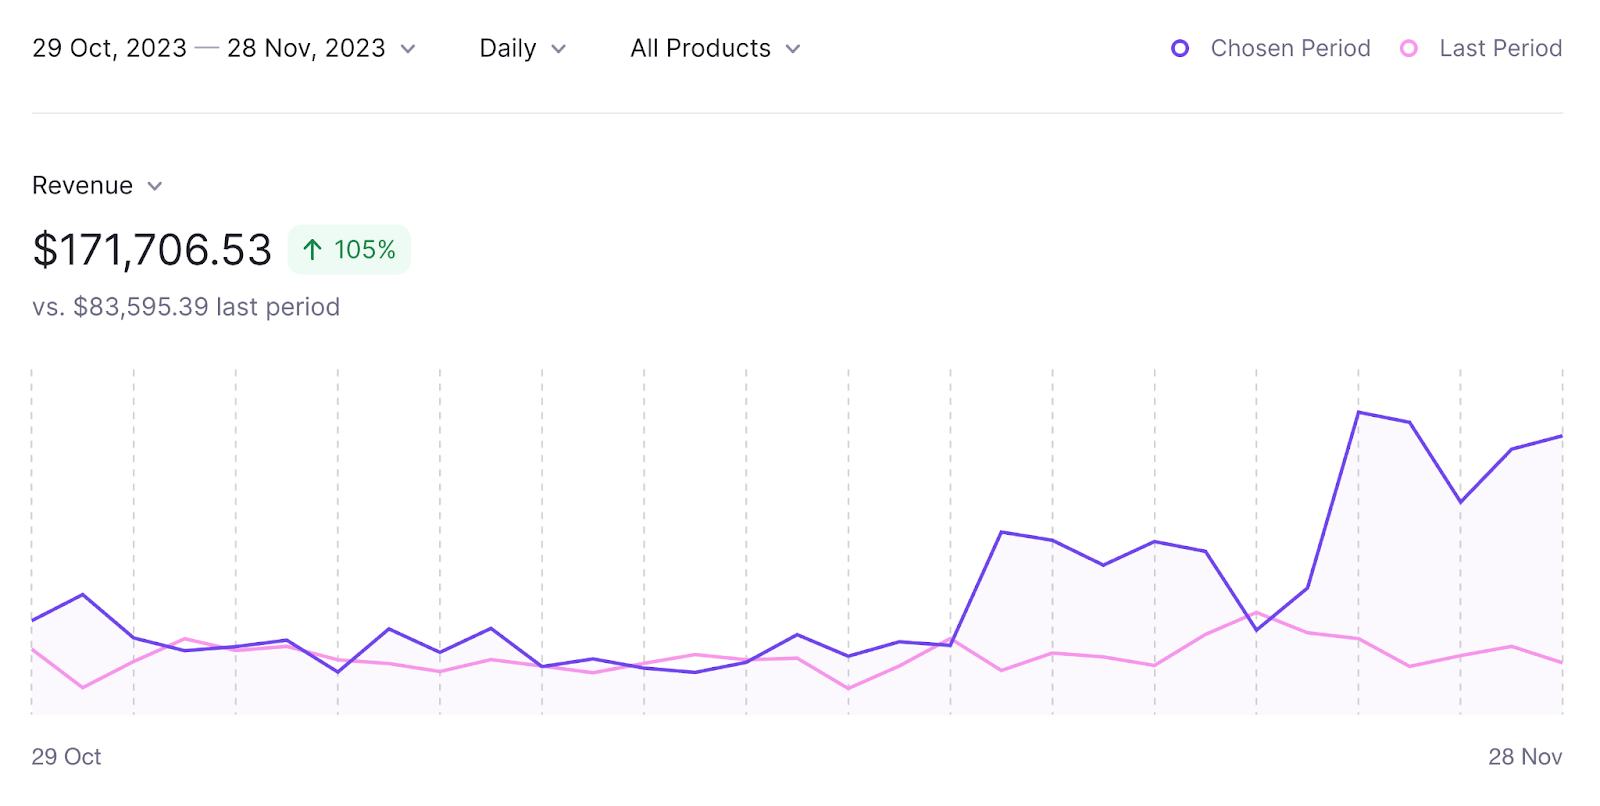 29 Oct, 2023 — 28 Nov, 2023 Daily All Products Chosen Period Last Period
Revenue
$171,706.53 ↑ 105%
vs. $83,595.39 last period
29 Oct 28 Nov